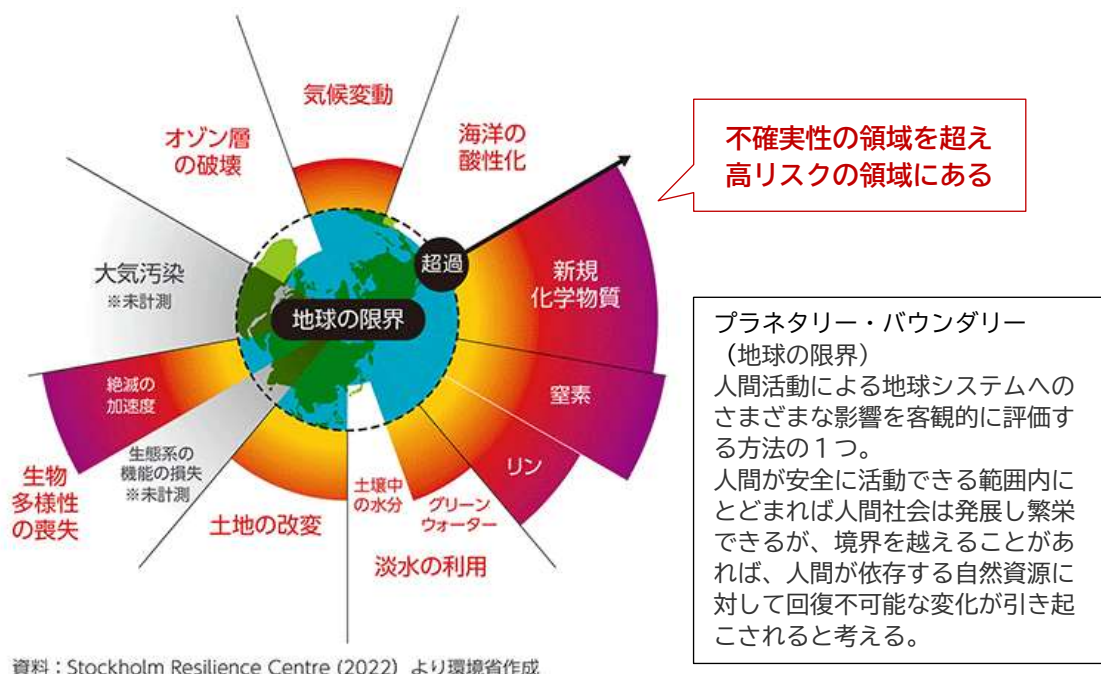 気候変動
オゾン層
の破壊
海洋の
酸性化
不確実性の領域を超え
高リスクの領域にある
超過
大気汚染
※未計測
新規
化学物質
地球の限界
絶滅の
加速度
窒素
生態系の
機能の損失
※未計測
リン
生物
多様性
の喪失
土壌中
の水分
グリーン
ウォーター
土地の改変
淡水の利用
プラネタリー・バウンダリー
（地球の限界）
人間活動による地球システムへの
さまざまな影響を客観的に評価す
る方法の１つ。
人間が安全に活動できる範囲内に
とどまれば人間社会は発展し繁栄
できるが、境界を越えることがあ
れば、人間が依存する自然資源に
対して回復不可能な変化が引き起
こされると考える。
資料：Stockholm Resilience Centre (2022) より環境省作成